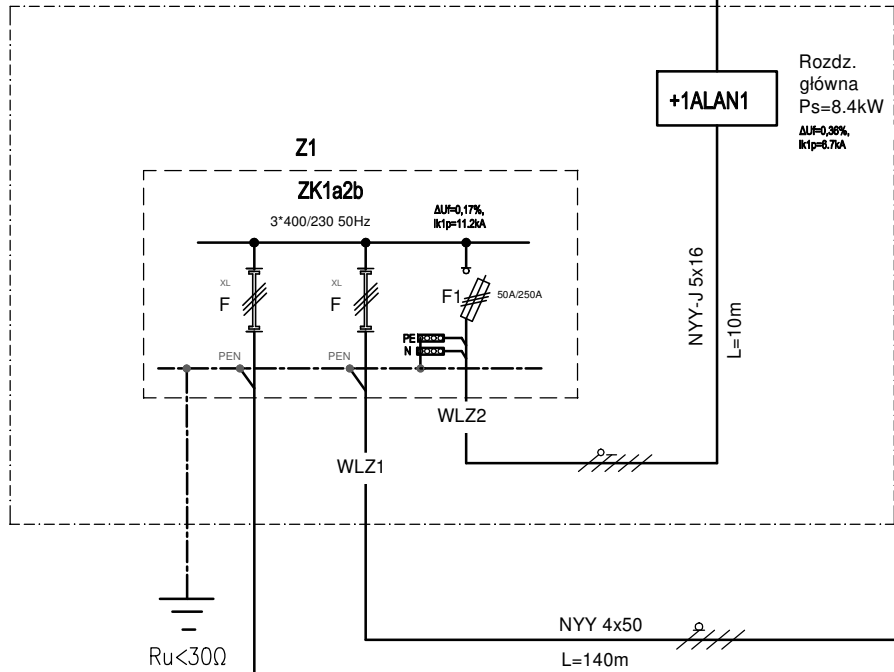 Rozdz.
główna
Ps=8.4kW
ΔUf=0,36%,
Ik1p=6.7kA
+1ALAN1
Z1
ZK1a2b
3*400/230 50Hz
ΔUf=0,17%,
Ik1p=11.2kA
XL
F
XL
F
F1
50A/250A
PE
N
PEN
PEN
NYY-J 5x16
L=10m
WLZ2
WLZ1
NYY 4x50
L=140m
Ru<30Ω